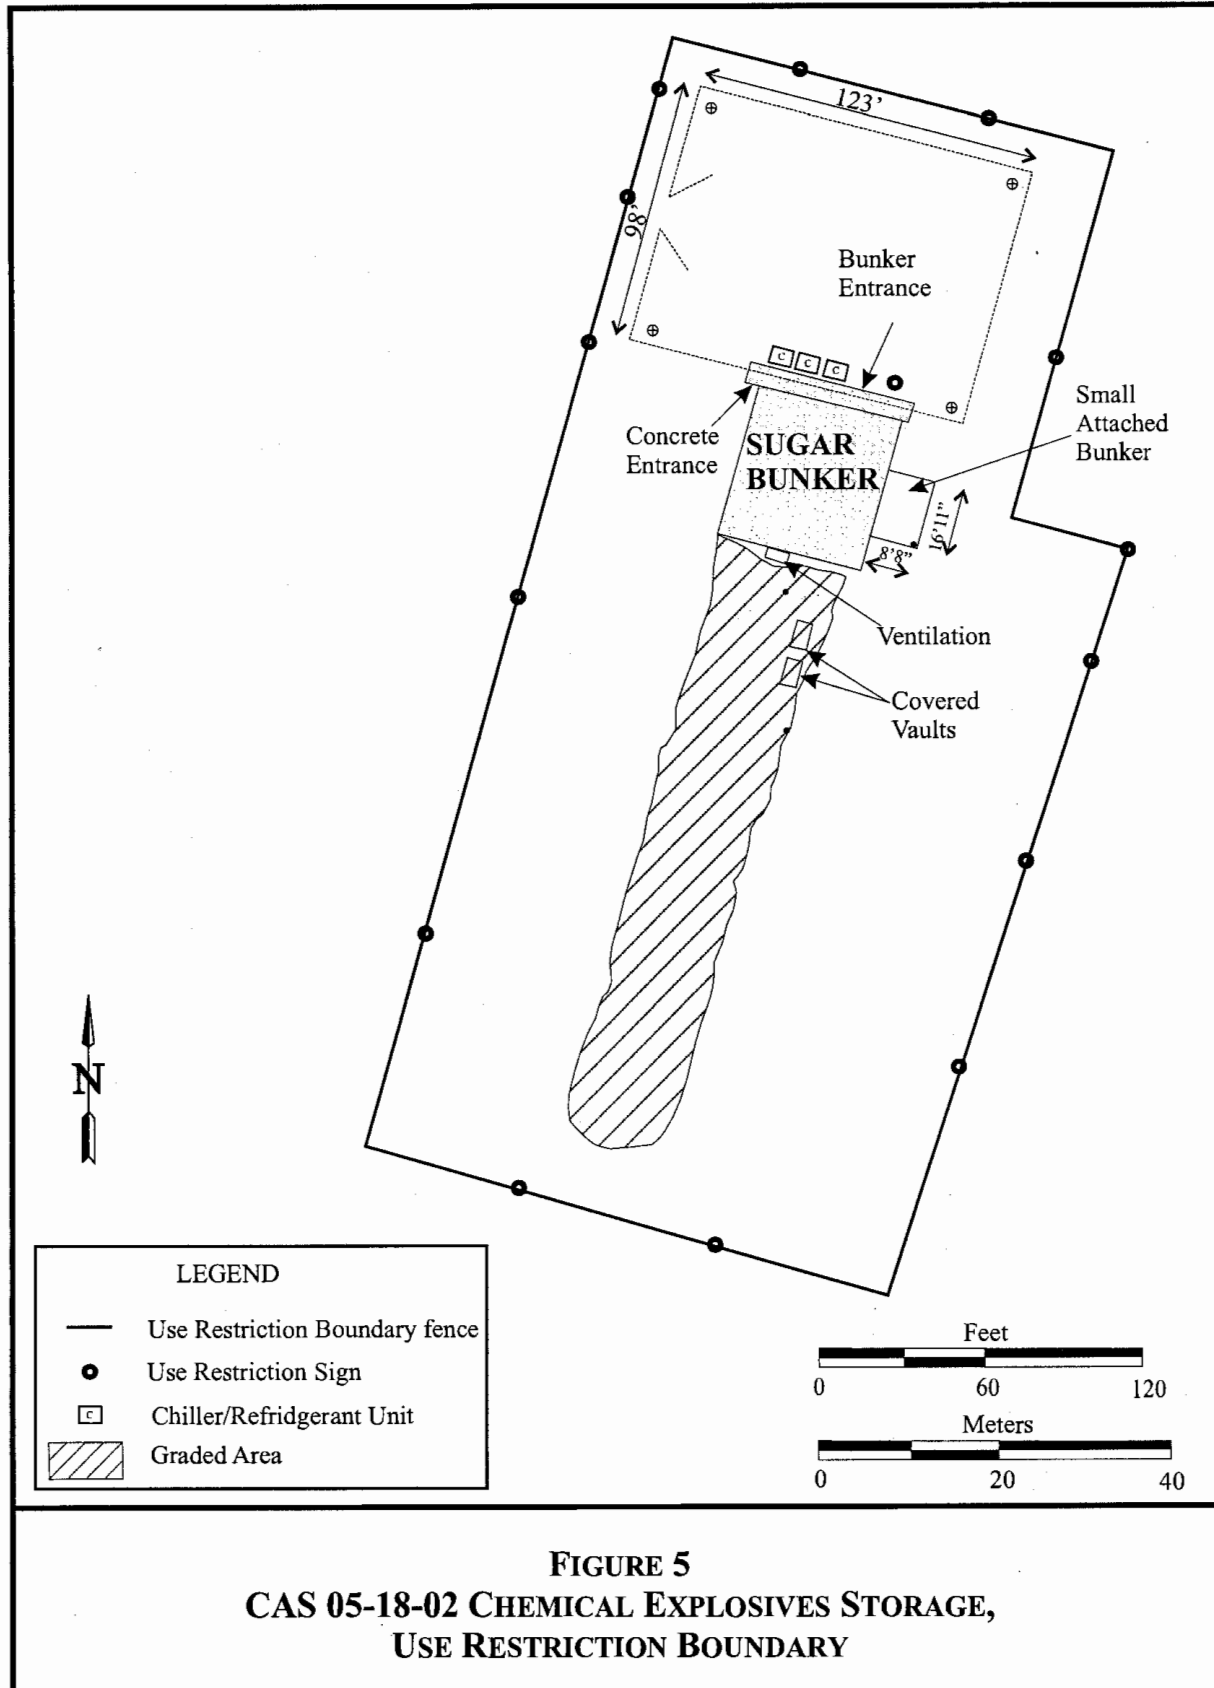 123'
98'
Bunker
Entrance
c
c
c
Small
Attached
Bunker
Concrete
Entrance
SUGAR
BUNKER
16'11"
8'8"
Ventilation
Covered
Vaults
N
LEGEND
Use Restriction Boundary fence
Use Restriction Sign
c
Chiller/Refridgerant Unit
Graded Area
Feet
0 60 120
Meters
0 20 40
FIGURE 5
CAS 05-18-02 CHEMICAL EXPLOSIVES STORAGE,
USE RESTRICTION BOUNDARY